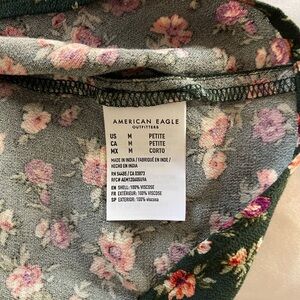 AMERICAN EAGLE
OUTFITTERS
US M PETITE
CA M PETITE
MX M CORTO
MADE IN INDIA / FABRIQUÉ EN INDE /
HECHO EN INDIA
EN SHELL: 100% VISCOSE
FR EXTÉRIEUR: 100% VISCOSE
SP EXTERIOR: 100% viscosa